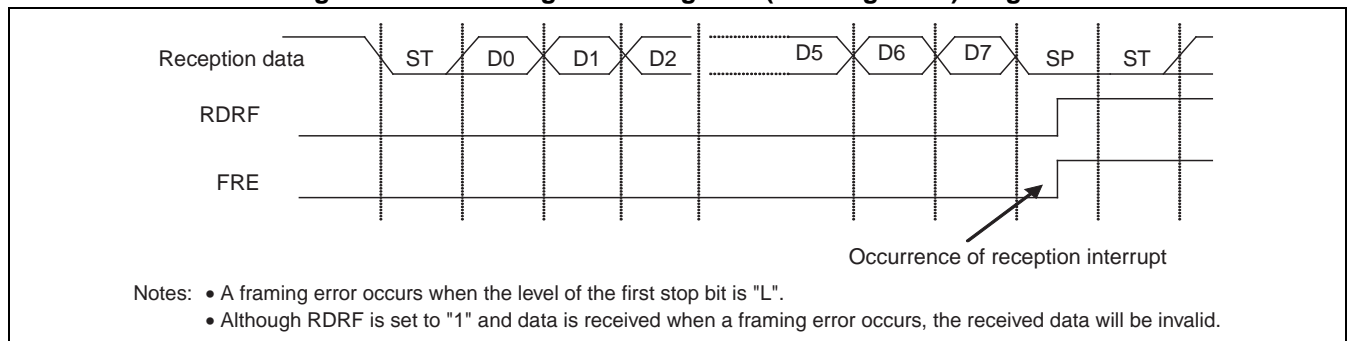 Reception data ST D0 D1 D2 D5 D6 D7 SP ST
RDRF
FRE
Occurrence of reception interrupt
Notes: • A framing error occurs when the level of the first stop bit is "L".
• Although RDRF is set to "1" and data is received when a framing error occurs, the received data will be invalid.